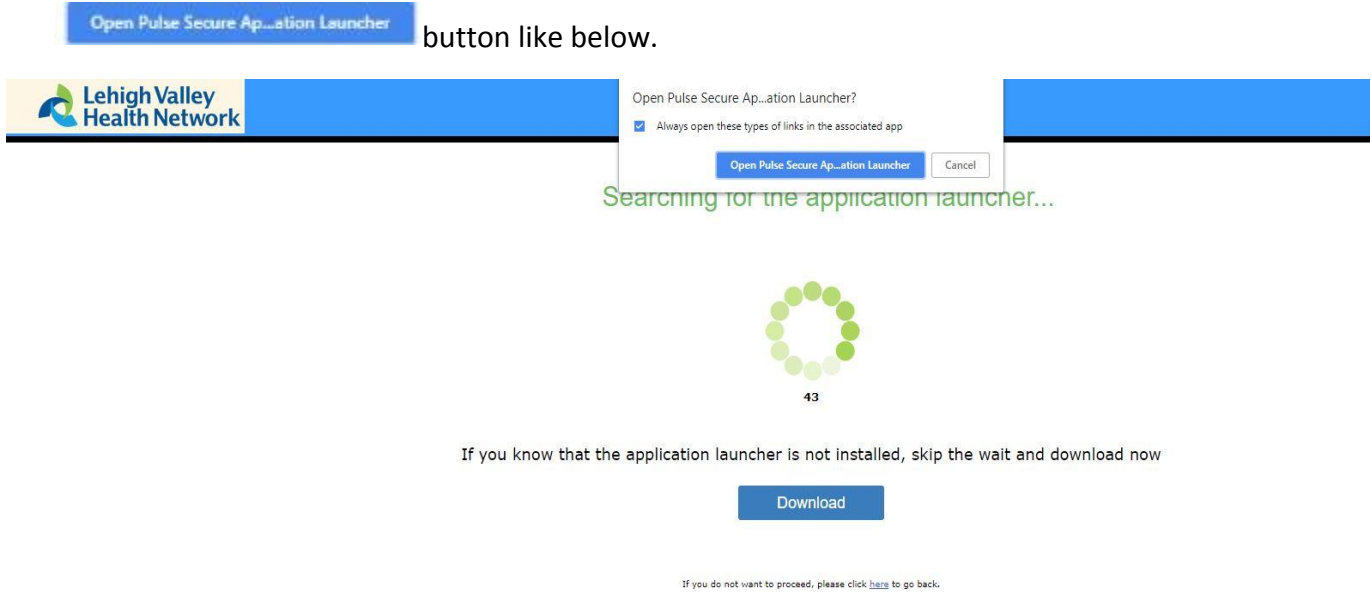 Open Pulse Secure Ap...ation Launcher button like below.
Lehigh Valley
Health Network
Open Pulse Secure Ap...ation Launcher?
Always open these types of links in the associated app
Open Pulse Secure Ap...ation Launcher Cancel
Searching for the application launcher...
43
If you know that the application launcher is not installed, skip the wait and download now
Download
If you do not want to proceed, please click here to go back.